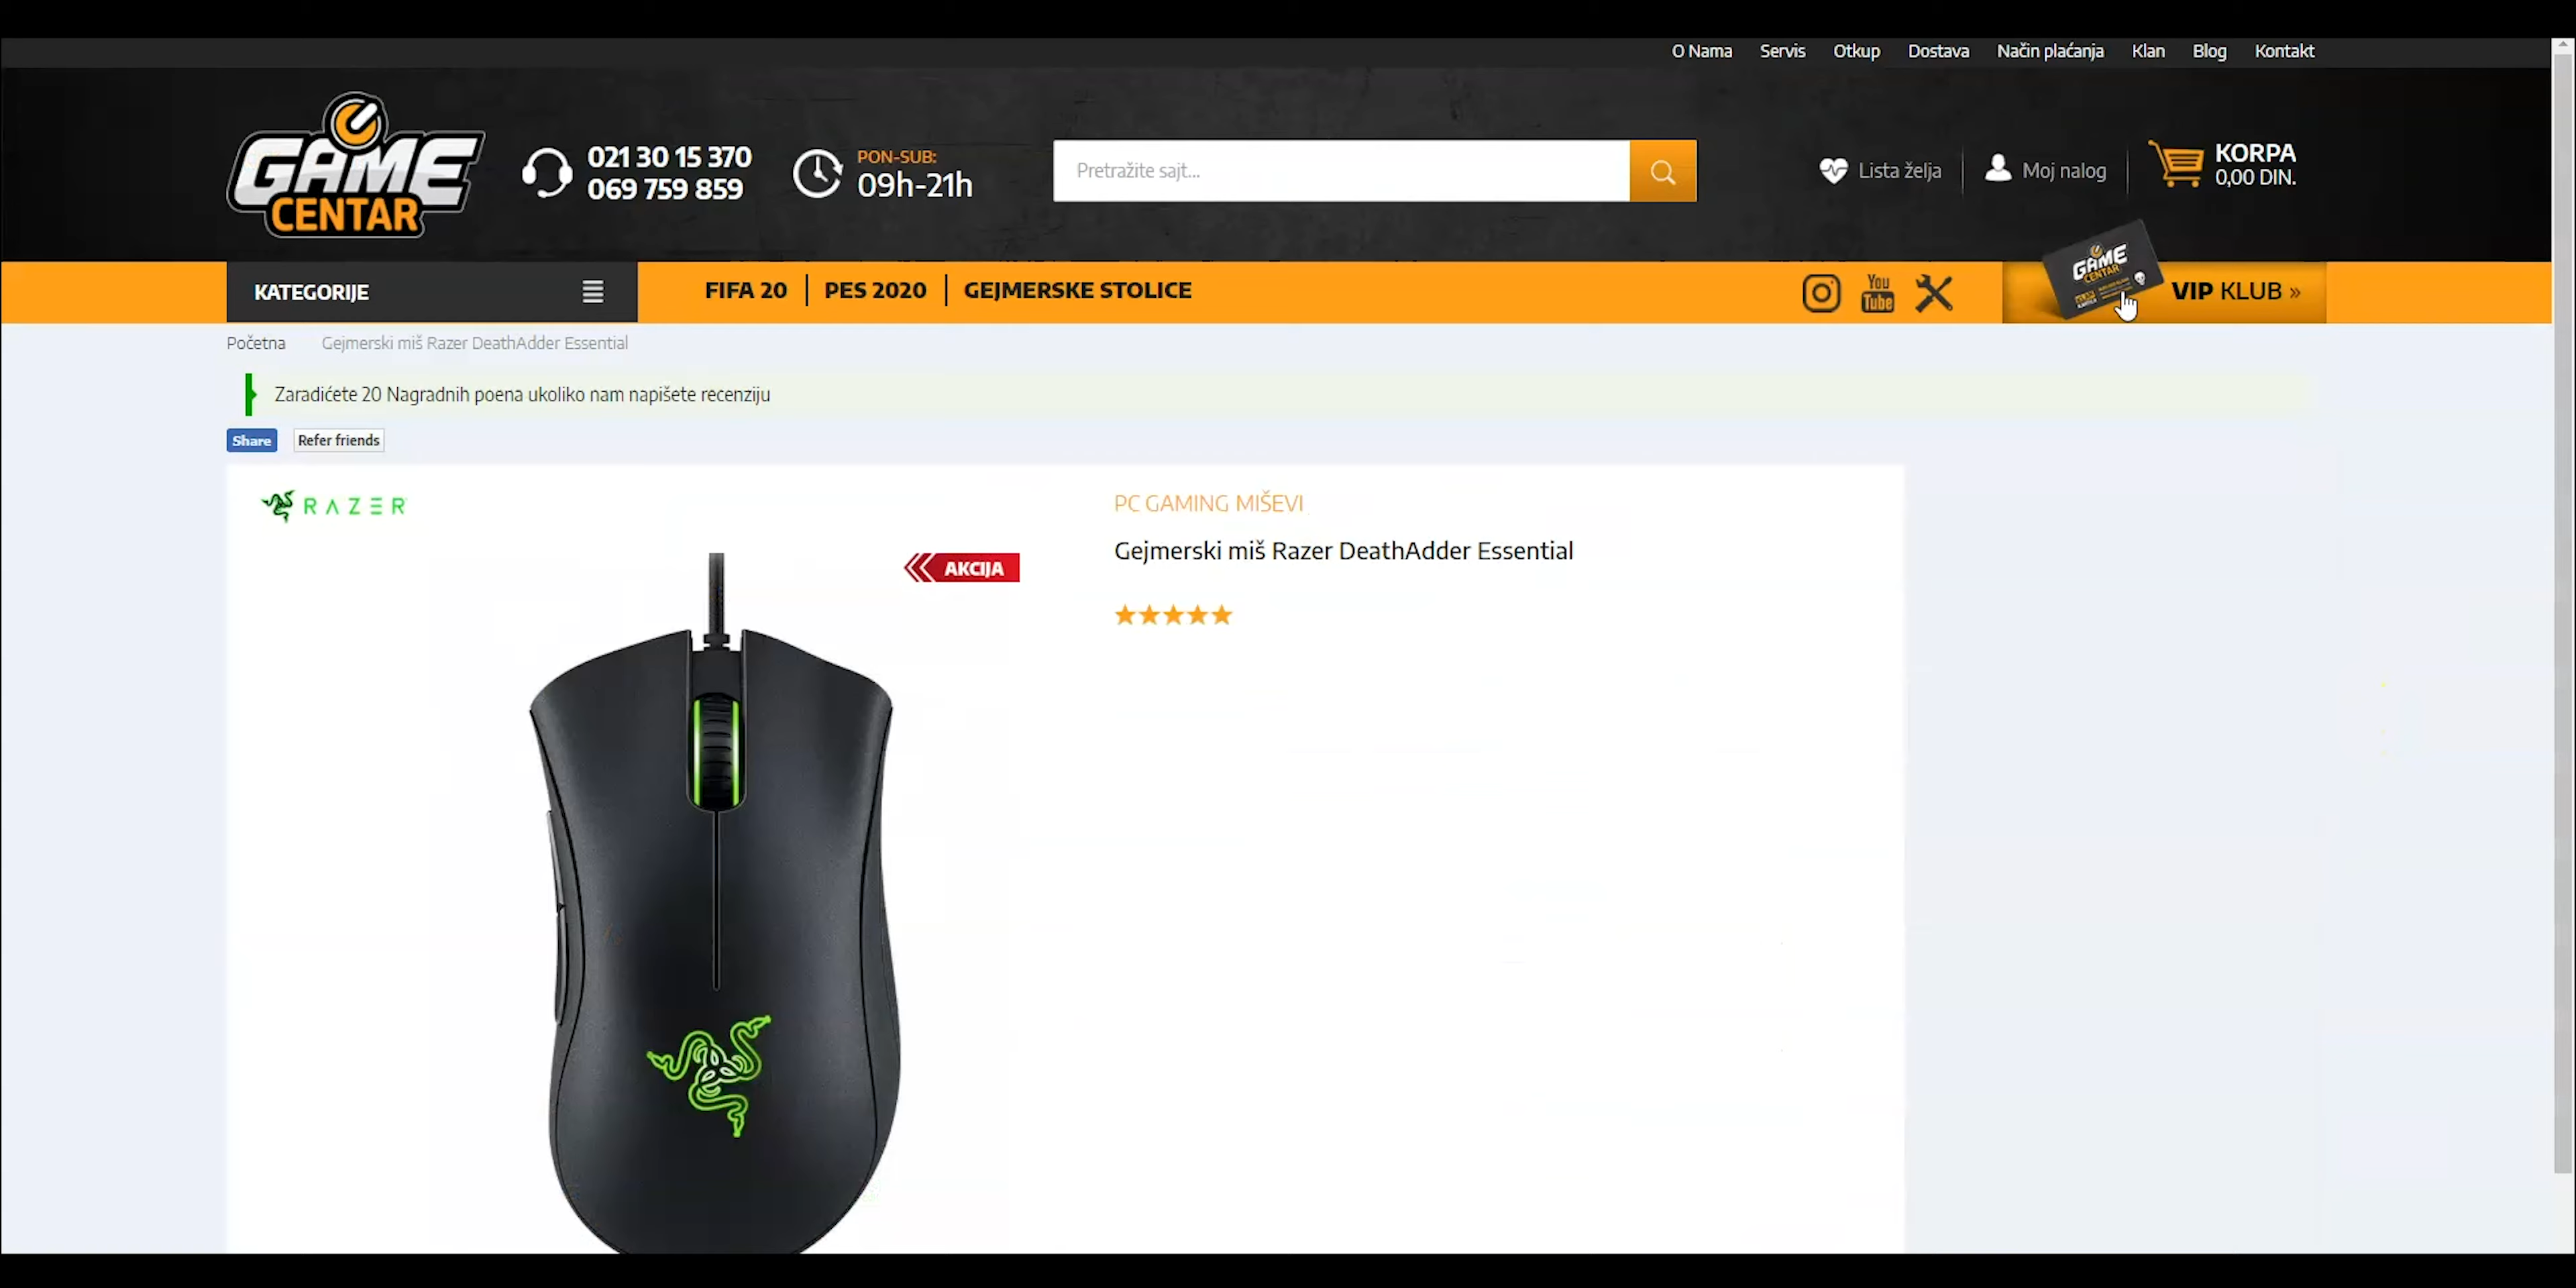 O Nama Servis Otkup Dostava Način plaćanja Klan Blog Kontakt
GAME
CENTAR
021 30 15 370
069 759 859
PON-SUB:
09h-21h
Pretražite sajt...
Lista želja
Moj nalog
KORPA
0,00 DIN.
KATEGORIJE
FIFA 20
PES 2020
GEJMERSKE STOLICE
You
Tube
GAME
CENTAR
VIP KLUB »
Početna Gejmerski miš Razer DeathAdder Essential
Zaradićete 20 Nagradnih poena ukoliko nam napišete recenziju
Share
Refer friends
RAZER
AKCIJA
PC GAMING MIŠEVI
Gejmerski miš Razer DeathAdder Essential